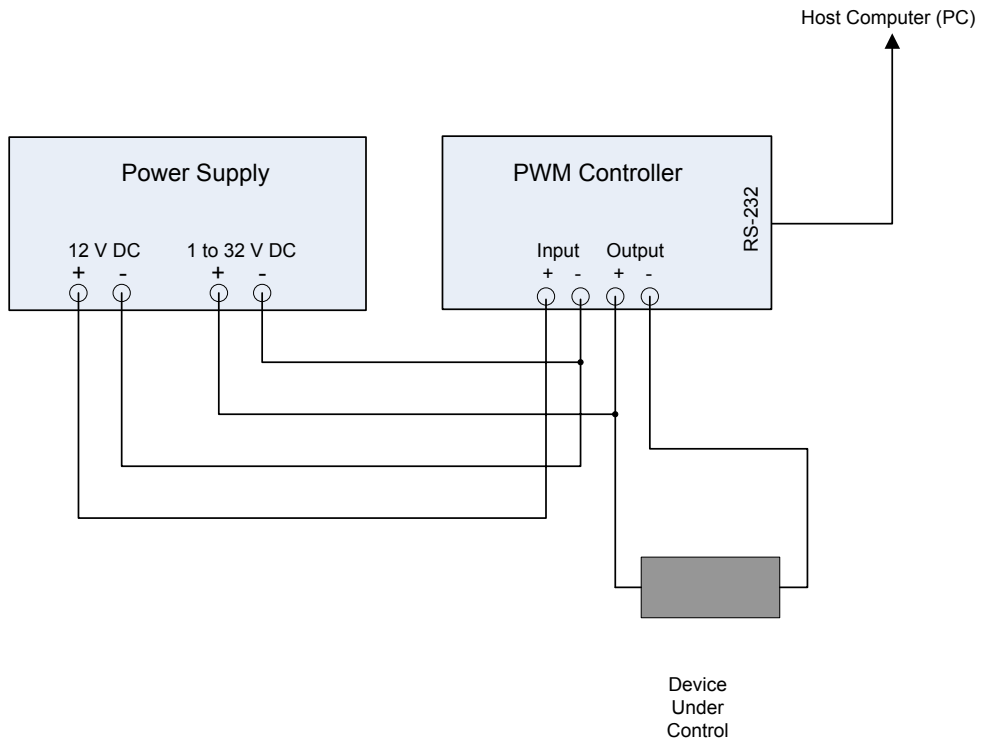 Host Computer (PC)
Power Supply
12 V DC
1 to 32 V DC
+
-
+
-
PWM Controller
RS-232
Input
Output
+
-
+
-
Device
Under
Control